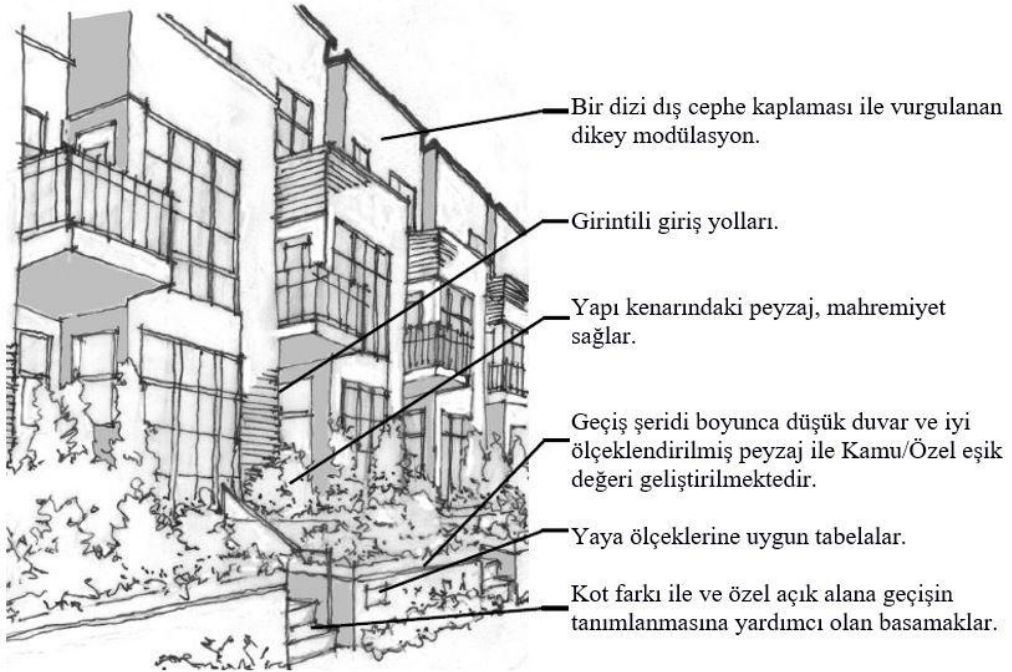 Bir dizi dış cephe kaplaması ile vurgulanan
dikey modülasyon.
Girintili giriş yolları.
Yapı kenarındaki peyzaj, mahremiyet
sağlar.
Geçiş şeridi boyunca düşük duvar ve iyi
ölçeklendirilmiş peyzaj ile Kamu/Özel eşik
değeri geliştirilmektedir.
Yaya ölçeklerine uygun tabelalar.
Kot farkı ile ve özel açık alana geçişin
tanımlanmasına yardımcı olan basamaklar.